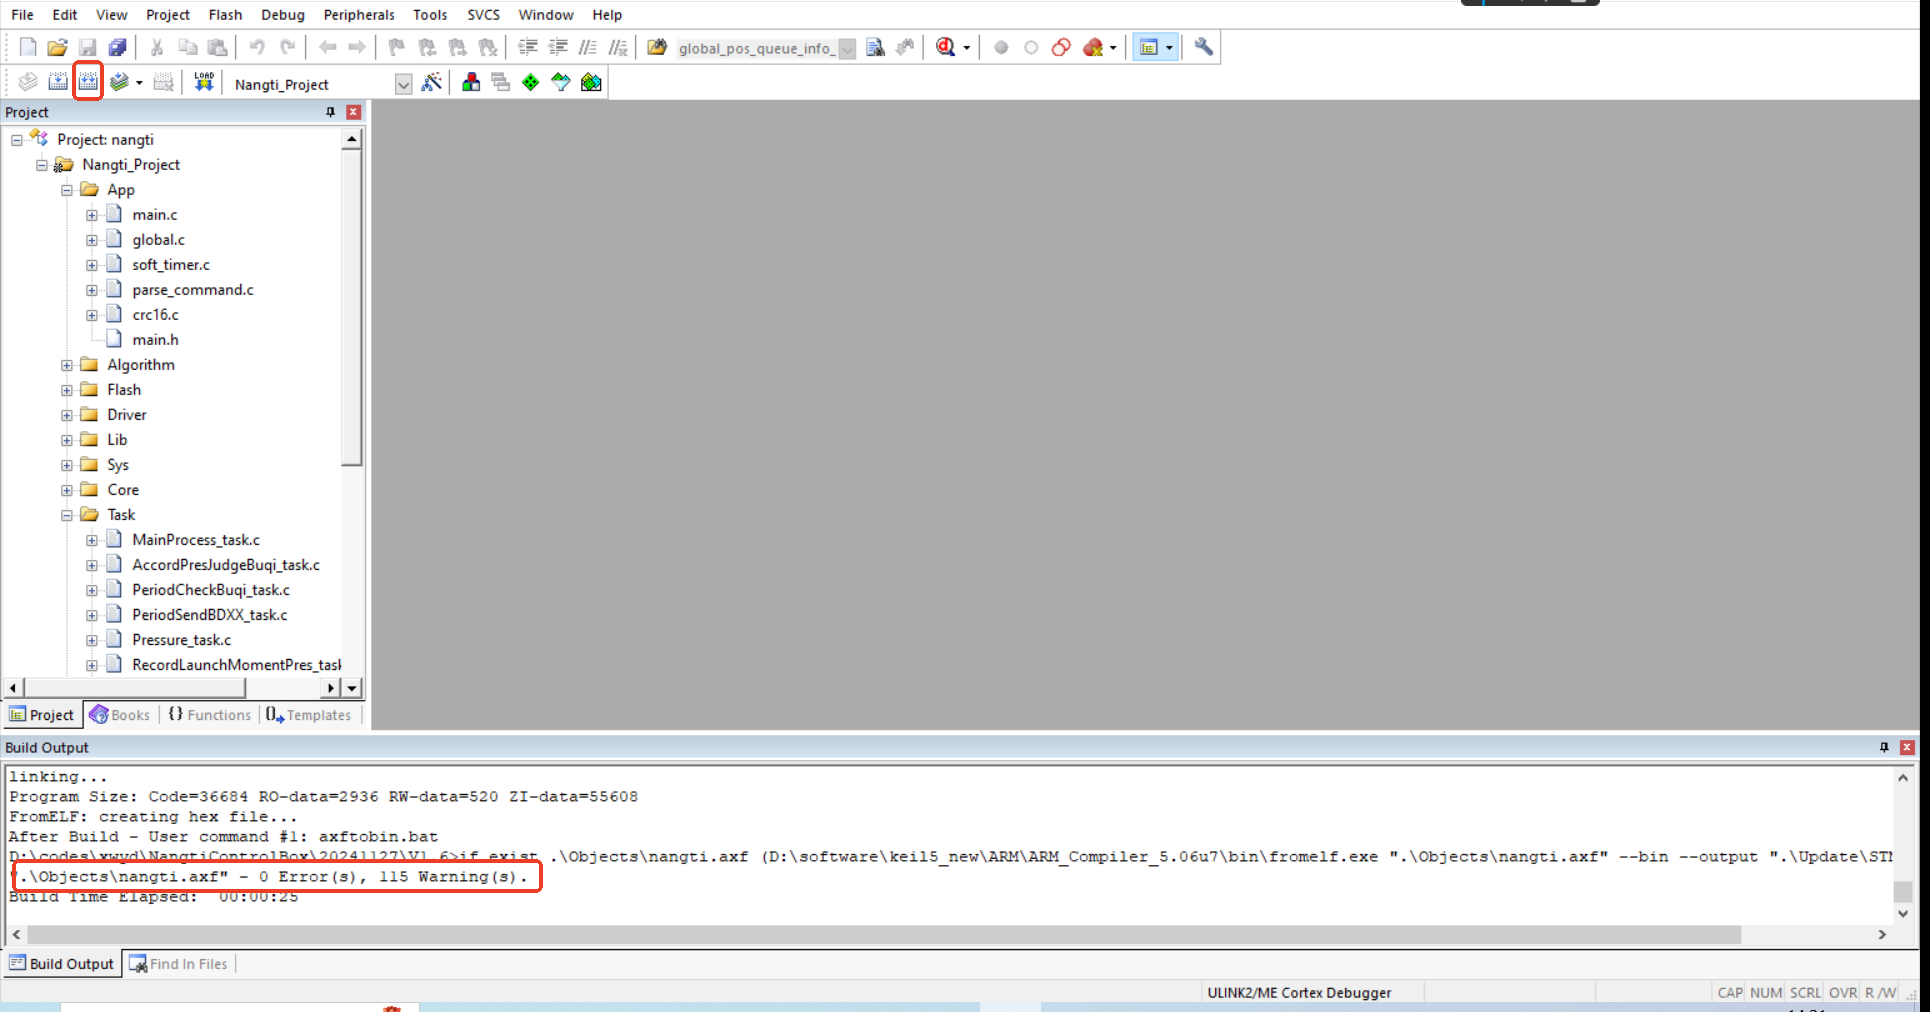 File Edit View Project Flash Debug Peripherals Tools SVCS Window Help
global_pos_queue_info_
LOAD Nangti_Project
Project
Project: nangti
Nangti_Project
App
main.c
global.c
soft_timer.c
parse_command.c
crc16.c
main.h
Algorithm
Flash
Driver
Lib
Sys
Core
Task
MainProcess_task.c
AccordPresJudgeBuqi_task.c
PeriodCheckBuqi_task.c
PeriodSendBDXX_task.c
Pressure_task.c
RecordLaunchMomentPres_task
Project Books {} Functions Templates
Build Output
linking...
Program Size: Code=36684 RO-data=2936 RW-data=520 ZI-data=55608
FromELF: creating hex file...
After Build - User command #1: axftobin.bat
D:\codes\xwyd\NangtiControlBox\20241127\V1.6>if exist .\Objects\nangti.axf (D:\software\keil5_new\ARM\ARM_Compiler_5.06u7\bin\fromelf.exe ".\Objects\nangti.axf" --bin --output ".\Update\STM
".\Objects\nangti.axf" - 0 Error(s), 115 Warning(s).
Build Time Elapsed: 00:00:25
Build Output Find In Files
ULINK2/ME Cortex Debugger CAP NUM SCRL OVR R/W